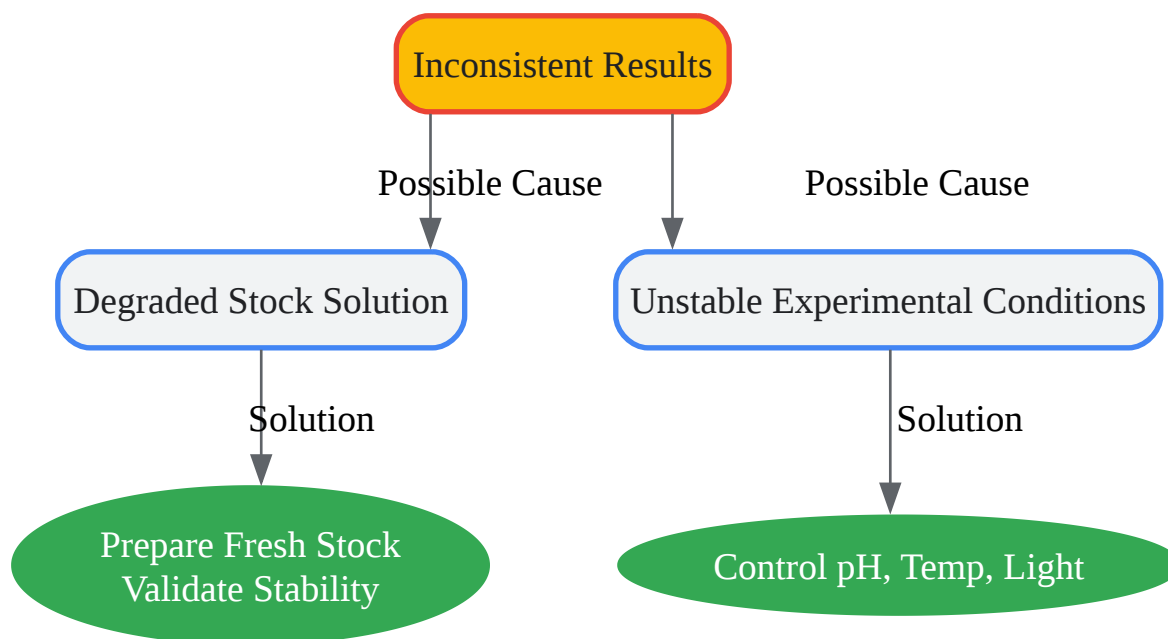 Inconsistent Results
Possible Cause
Possible Cause
Degraded Stock Solution
Unstable Experimental Conditions
Solution
Solution
Prepare Fresh Stock
Validate Stability
Control pH, Temp, Light